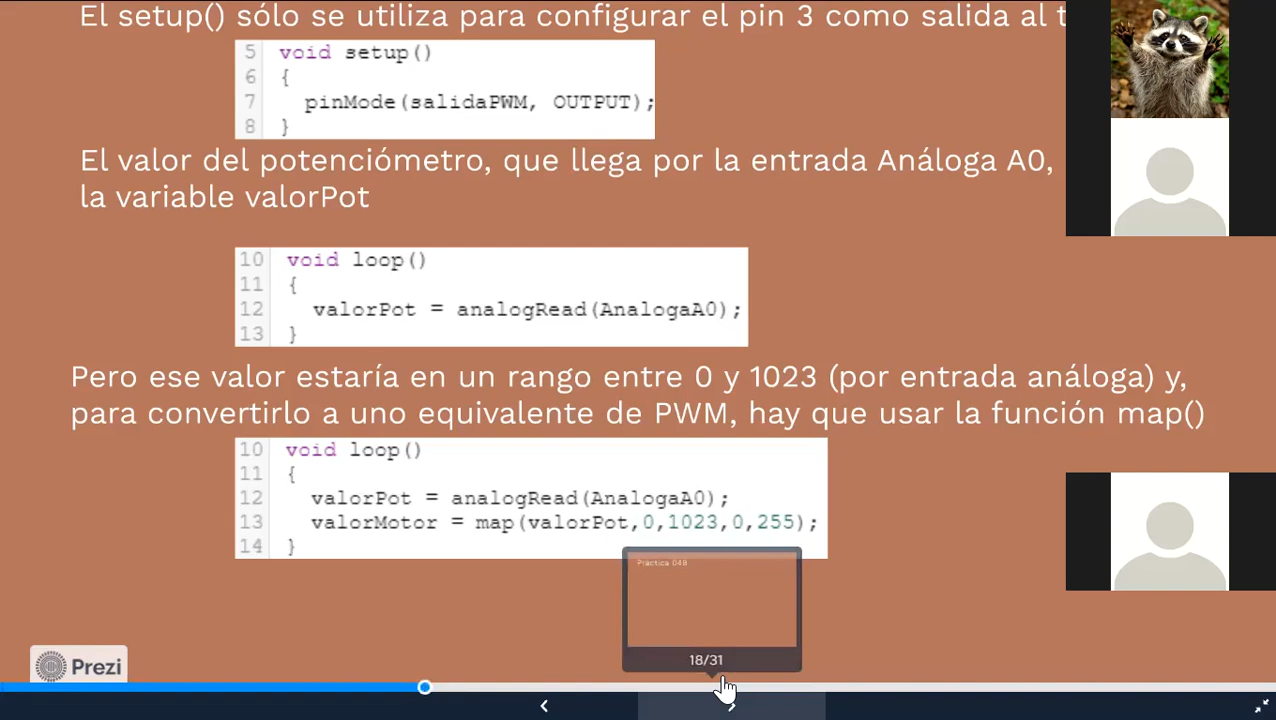 El setup() sólo se utiliza para configurar el pin 3 como salida al
5 void setup()
6 {
7 pinMode(salidaPWM, OUTPUT);
8 }
El valor del potenciómetro, que llega por la entrada Análoga A0,
la variable valorPot
10 void loop()
11 {
12 valorPot = analogRead(AnalogaA0);
13 }
Pero ese valor estaría en un rango entre 0 y 1023 (por entrada análoga) y,
para convertirlo a uno equivalente de PWM, hay que usar la función map()
10 void loop()
11 {
12 valorPot = analogRead(AnalogaA0);
13 valorMotor = map(valorPot,0,1023,0,255);
14 }
Práctica 04B
18/31
Prezi